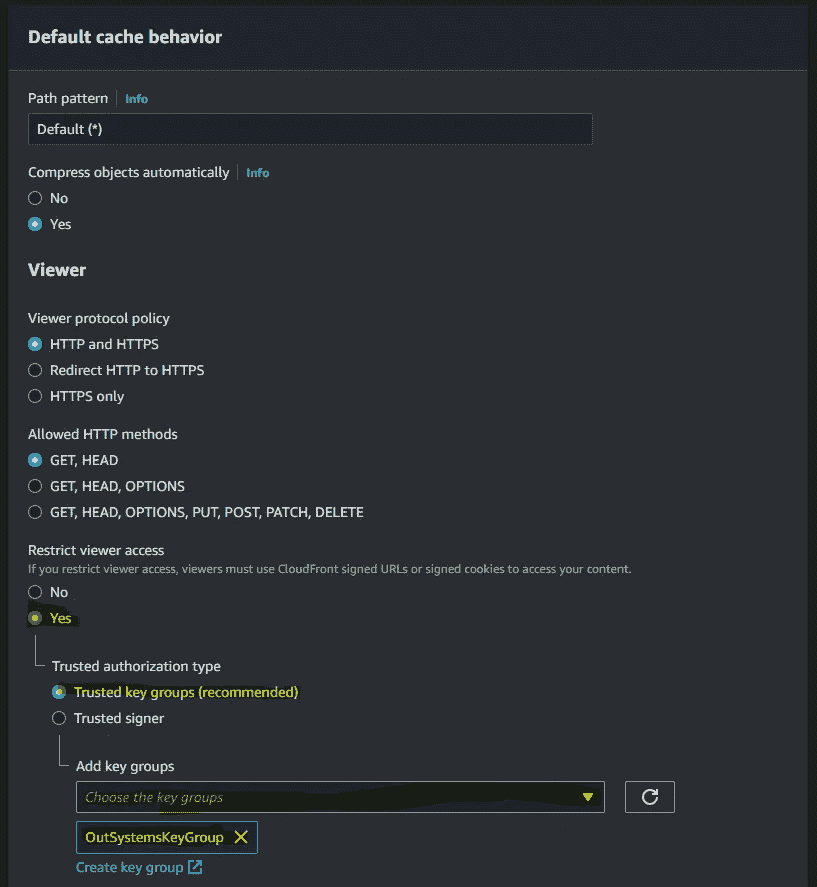 Default cache behavior
Path pattern | Info
Default (*)
Compress objects automatically | Info
No
Yes
Viewer
Viewer protocol policy
HTTP and HTTPS
Redirect HTTP to HTTPS
HTTPS only
Allowed HTTP methods
GET, HEAD
GET, HEAD, OPTIONS
GET, HEAD, OPTIONS, PUT, POST, PATCH, DELETE
Restrict viewer access
If you restrict viewer access, viewers must use CloudFront signed URLs or signed cookies to access your content.
No
Yes
Trusted authorization type
Trusted key groups (recommended)
Trusted signer
Add key groups
Choose the key groups
OutSystemsKeyGroup
Create key group